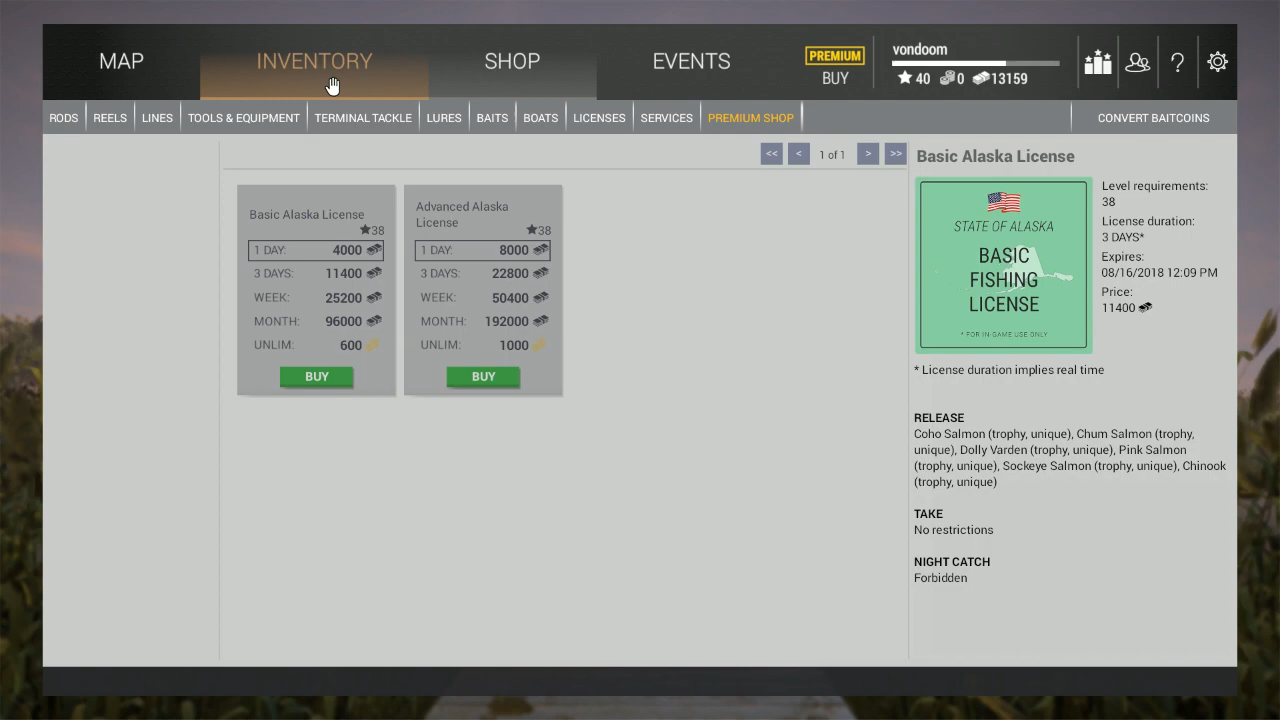 MAP
INVENTORY
SHOP
EVENTS
PREMIUM
BUY
vondoom
40 0 13159
?
RODS
REELS
LINES
TOOLS & EQUIPMENT
TERMINAL TACKLE
LURES
BAITS
BOATS
LICENSES
SERVICES
PREMIUM SHOP
CONVERT BAITCOINS
<< < 1 of 1 > >>
Basic Alaska License
38
1 DAY: 4000
3 DAYS: 11400
WEEK: 25200
MONTH: 96000
UNLIM: 600
BUY
Advanced Alaska
License
38
1 DAY: 8000
3 DAYS: 22800
WEEK: 50400
MONTH: 192000
UNLIM: 1000
BUY
Basic Alaska License
STATE OF ALASKA
BASIC
FISHING
LICENSE
* FOR IN-GAME USE ONLY
Level requirements:
38
License duration:
3 DAYS*
Expires:
08/16/2018 12:09 PM
Price:
11400
* License duration implies real time
RELEASE
Coho Salmon (trophy, unique), Chum Salmon (trophy,
unique), Dolly Varden (trophy, unique), Pink Salmon
(trophy, unique), Sockeye Salmon (trophy, unique), Chinook
(trophy, unique)
TAKE
No restrictions
NIGHT CATCH
Forbidden